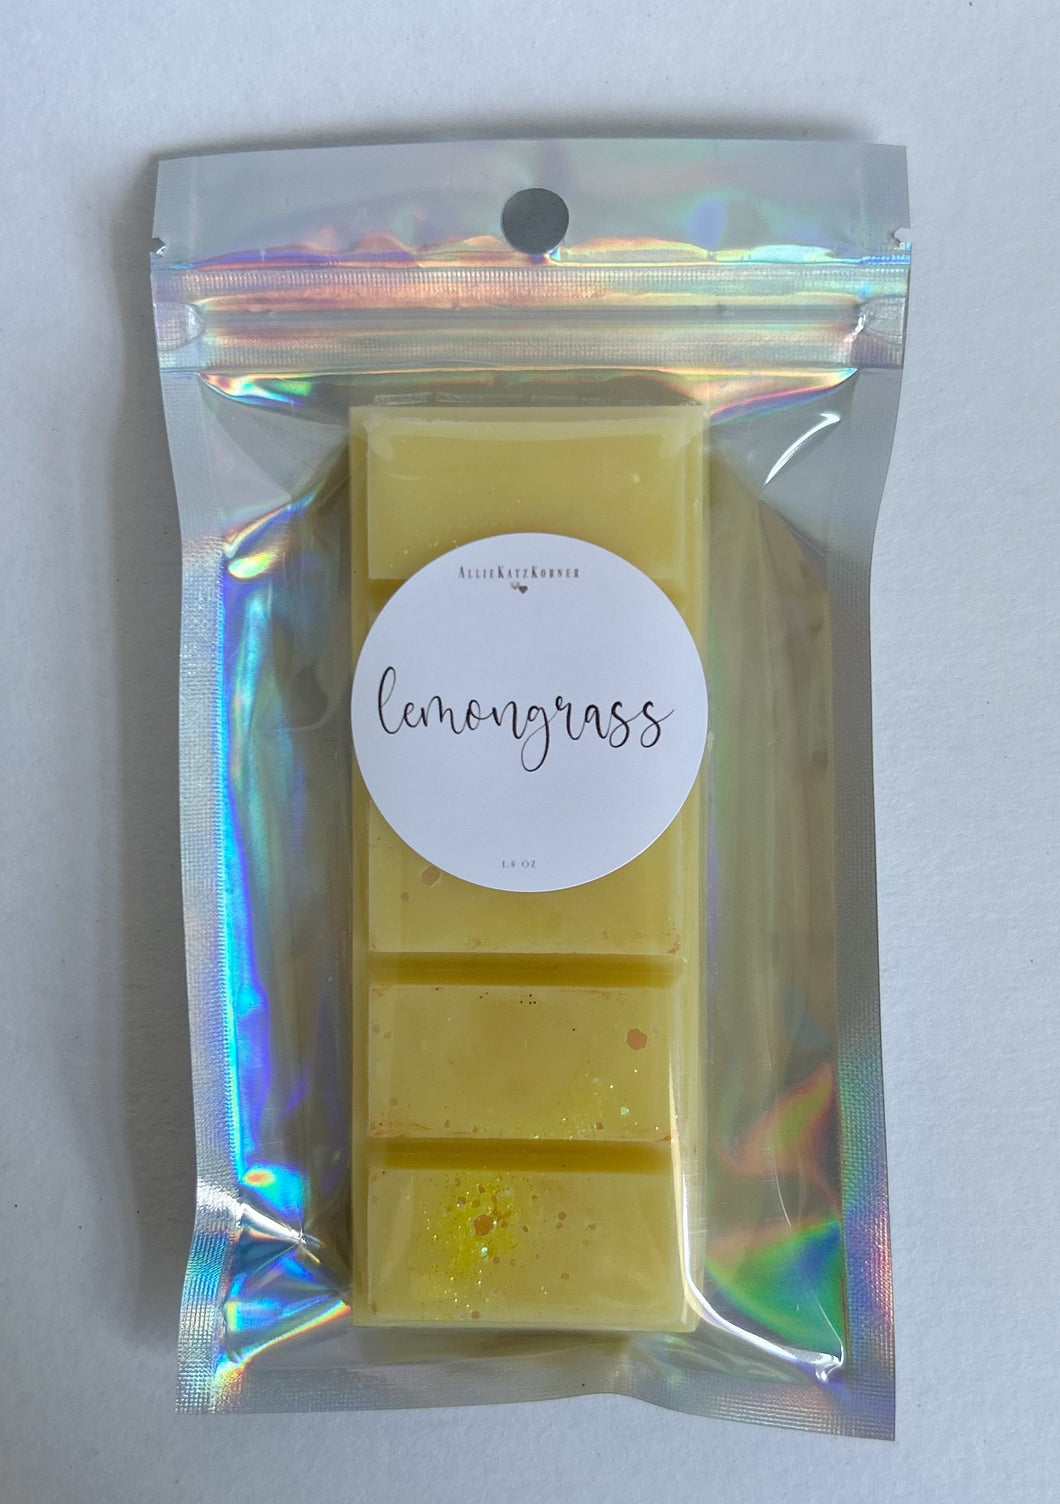 ALLIEKATZKORNER
lemongrass
1.8 OZ